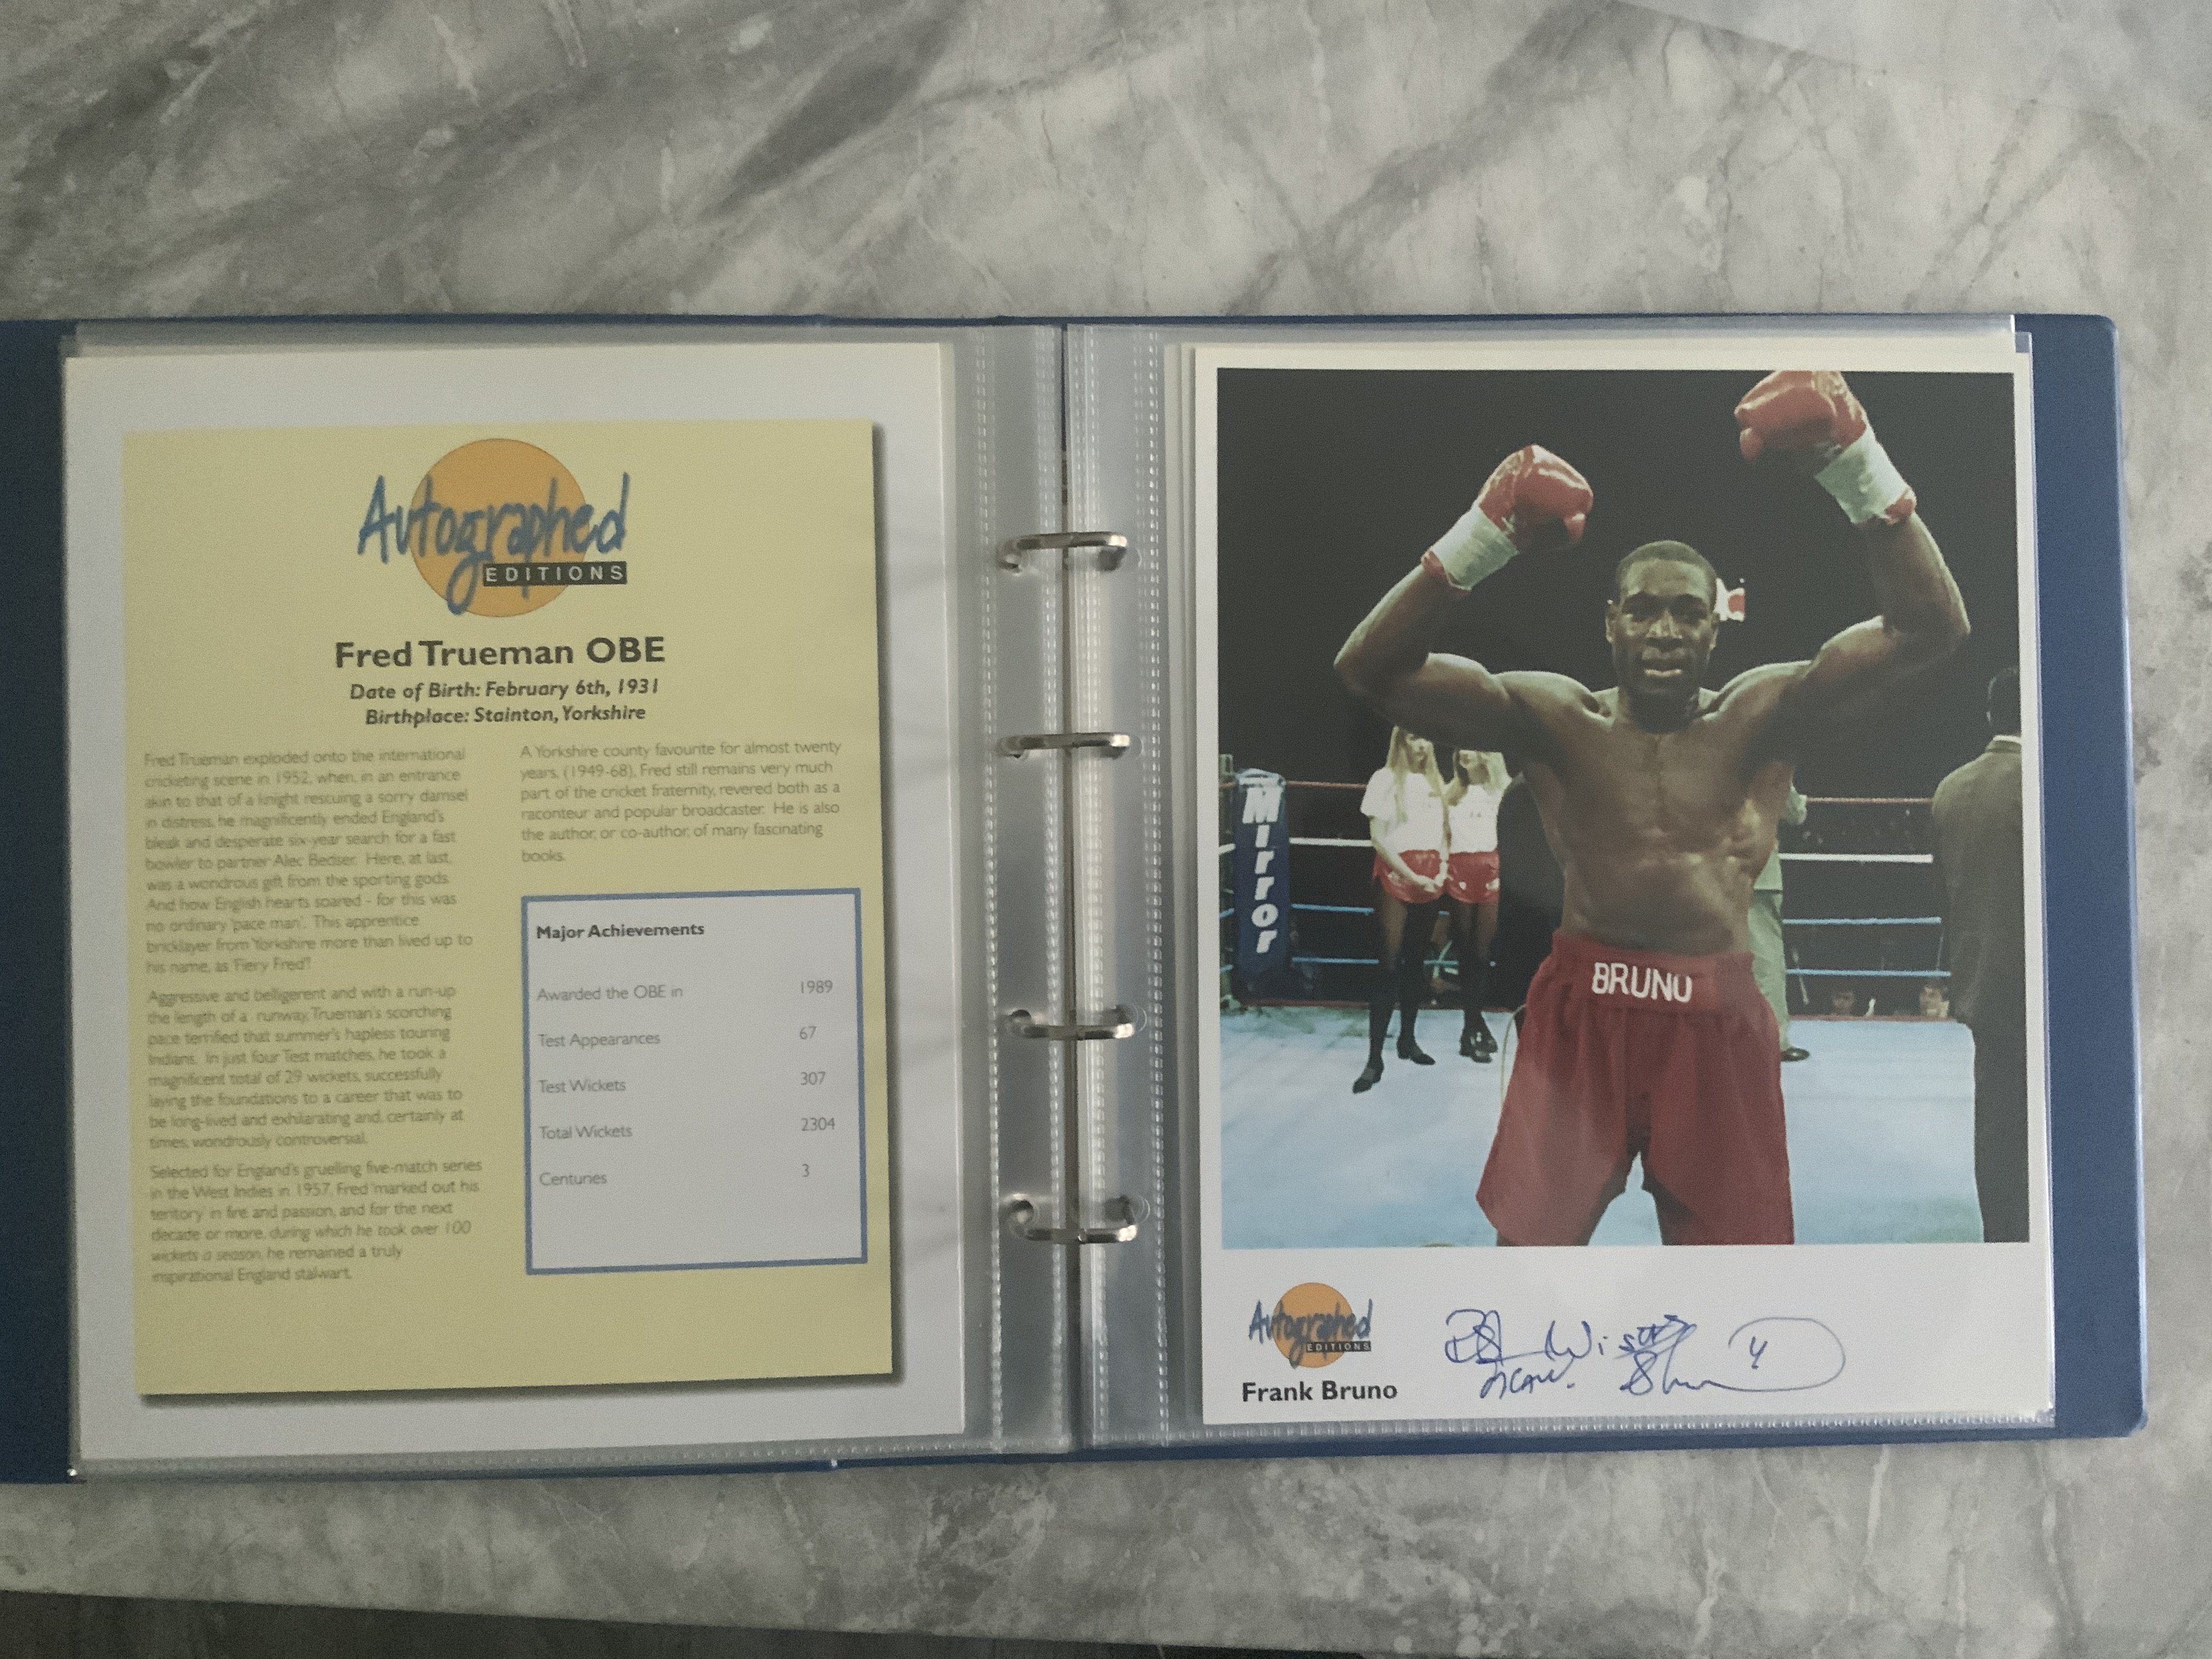 Autographed
EDITIONS
Fred Trueman OBE
Date of Birth: February 6th, 1931
Birthplace: Stainton, Yorkshire
Fred Trueman exploded onto the international
cricketing scene in 1952, when, in an entrance
akin to that of a knight rescuing a sorry damsel
in distress, he magnificently ended England's
bleak and desperate six-year search for a fast
bowler to partner Alec Bedser. Here, at last,
was a wondrous gift from the sporting gods.
And how English hearts soared - for this was
no ordinary 'pace man'. This apprentice
bricklayer from Yorkshire more than lived up to
his name, as 'Fiery Fred'!
Aggressive and belligerent and with a run-up
the length of a runway, Trueman's scorching
pace terrified that summer's hapless touring
Indians. In just four Test matches, he took a
magnificent total of 29 wickets, successfully
laying the foundations to a career that was to
be long-lived and exhilarating and, certainly at
times, wondrously controversial.
Selected for England's gruelling five-match series
in the West Indies in 1957, Fred 'marked out his
territory' in fire and passion, and for the next
decade or more, during which he took over 100
wickets a season, he remained a truly
inspirational England stalwart.
A Yorkshire county favourite for almost twenty
years, (1949-68), Fred still remains very much
part of the cricket fraternity, revered both as a
raconteur and popular broadcaster. He is also
the author, or co-author, of many fascinating
books.
Major Achievements
Awarded the OBE in 1989
Test Appearances 67
Test Wickets 307
Total Wickets 2304
Centuries 3
Mirror
BRUNO
Autographed
EDITIONS
Frank Bruno